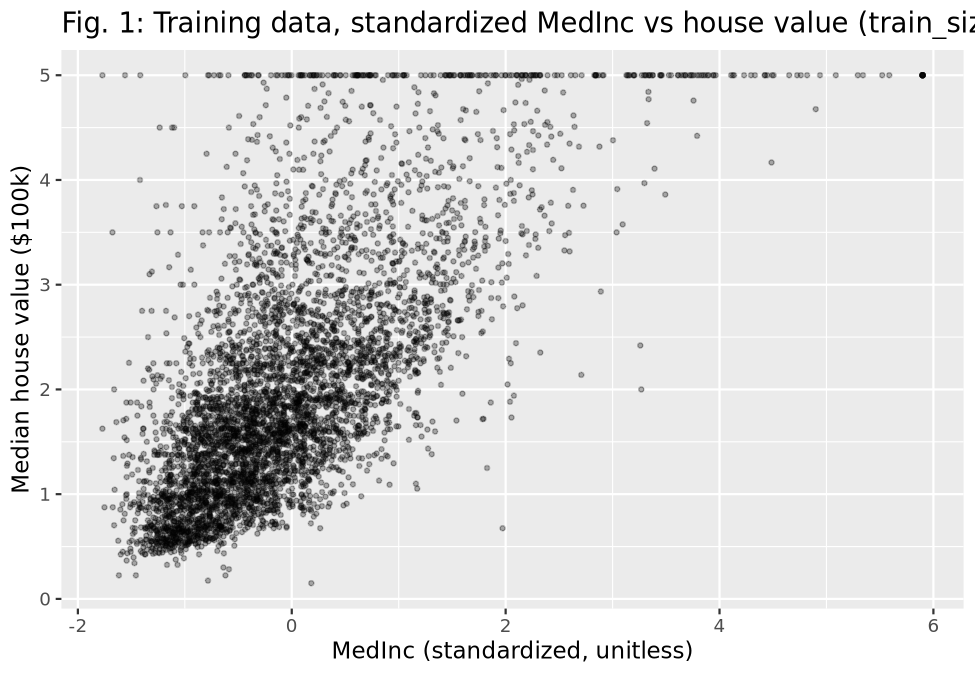 Fig. 1: Training data, standardized MedInc vs house value
5
4
3
2
1
0
Median house value ($100k)
-2 0 2 4 6
MedInc (standardized, unitless)